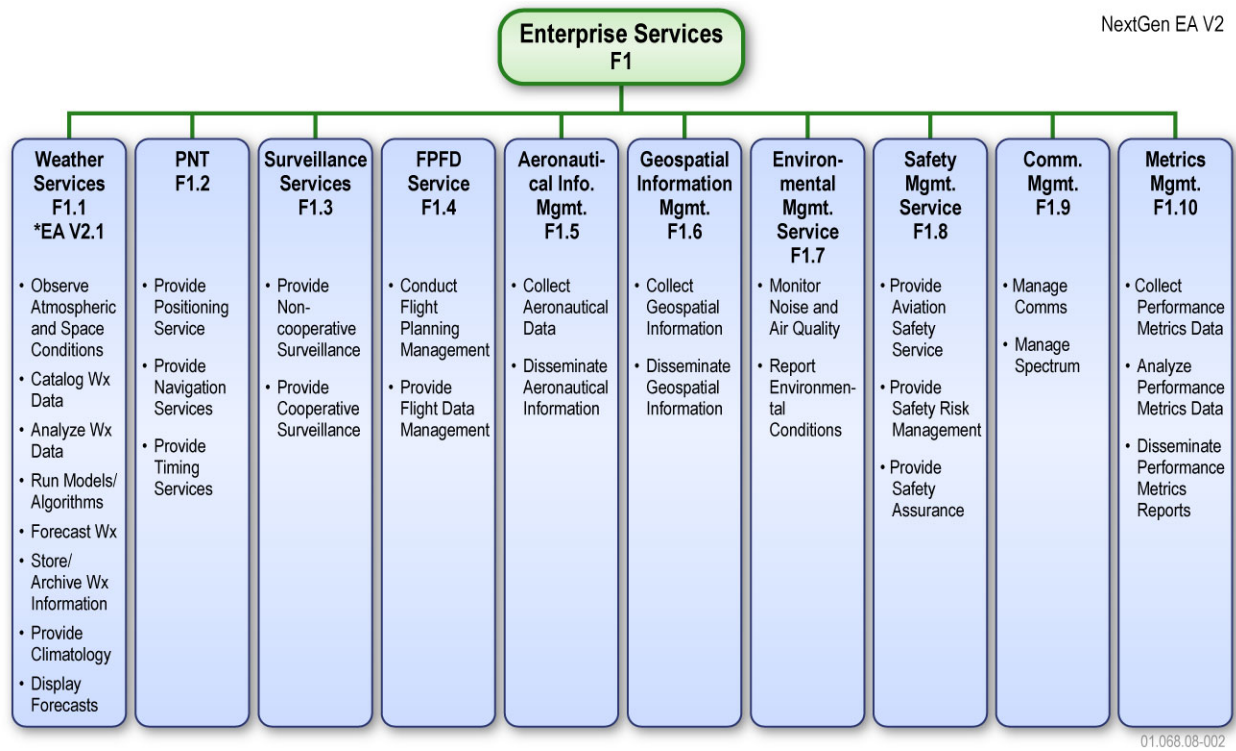 NextGen EA V2
Enterprise Services
F1
Weather
Services
F1.1
*EA V2.1
• Observe
Atmospheric
and Space
Conditions
• Catalog Wx
Data
• Analyze Wx
Data
• Run Models/
Algorithms
• Forecast Wx
• Store/
Archive Wx
Information
• Provide
Climatology
• Display
Forecasts
PNT
F1.2
• Provide
Positioning
Service
• Provide
Navigation
Services
• Provide
Timing
Services
Surveillance
Services
F1.3
• Provide
Non-
cooperative
Surveillance
• Provide
Cooperative
Surveillance
FPFD
Service
F1.4
• Conduct
Flight
Planning
Management
• Provide
Flight Data
Management
Aeronauti-
cal Info.
Mgmt.
F1.5
• Collect
Aeronautical
Data
• Disseminate
Aeronautical
Information
Geospatial
Information
Mgmt.
F1.6
• Collect
Geospatial
Information
• Disseminate
Geospatial
Information
Environ-
mental
Mgmt.
Service
F1.7
• Monitor
Noise and
Air Quality
• Report
Environmen-
tal
Conditions
Safety
Mgmt.
Service
F1.8
• Provide
Aviation
Safety
Service
• Provide
Safety Risk
Management
• Provide
Safety
Assurance
Comm.
Mgmt.
F1.9
• Manage
Comms
• Manage
Spectrum
Metrics
Mgmt.
F1.10
• Collect
Performance
Metrics Data
• Analyze
Performance
Metrics Data
• Disseminate
Performance
Metrics
Reports
01.068.08-002